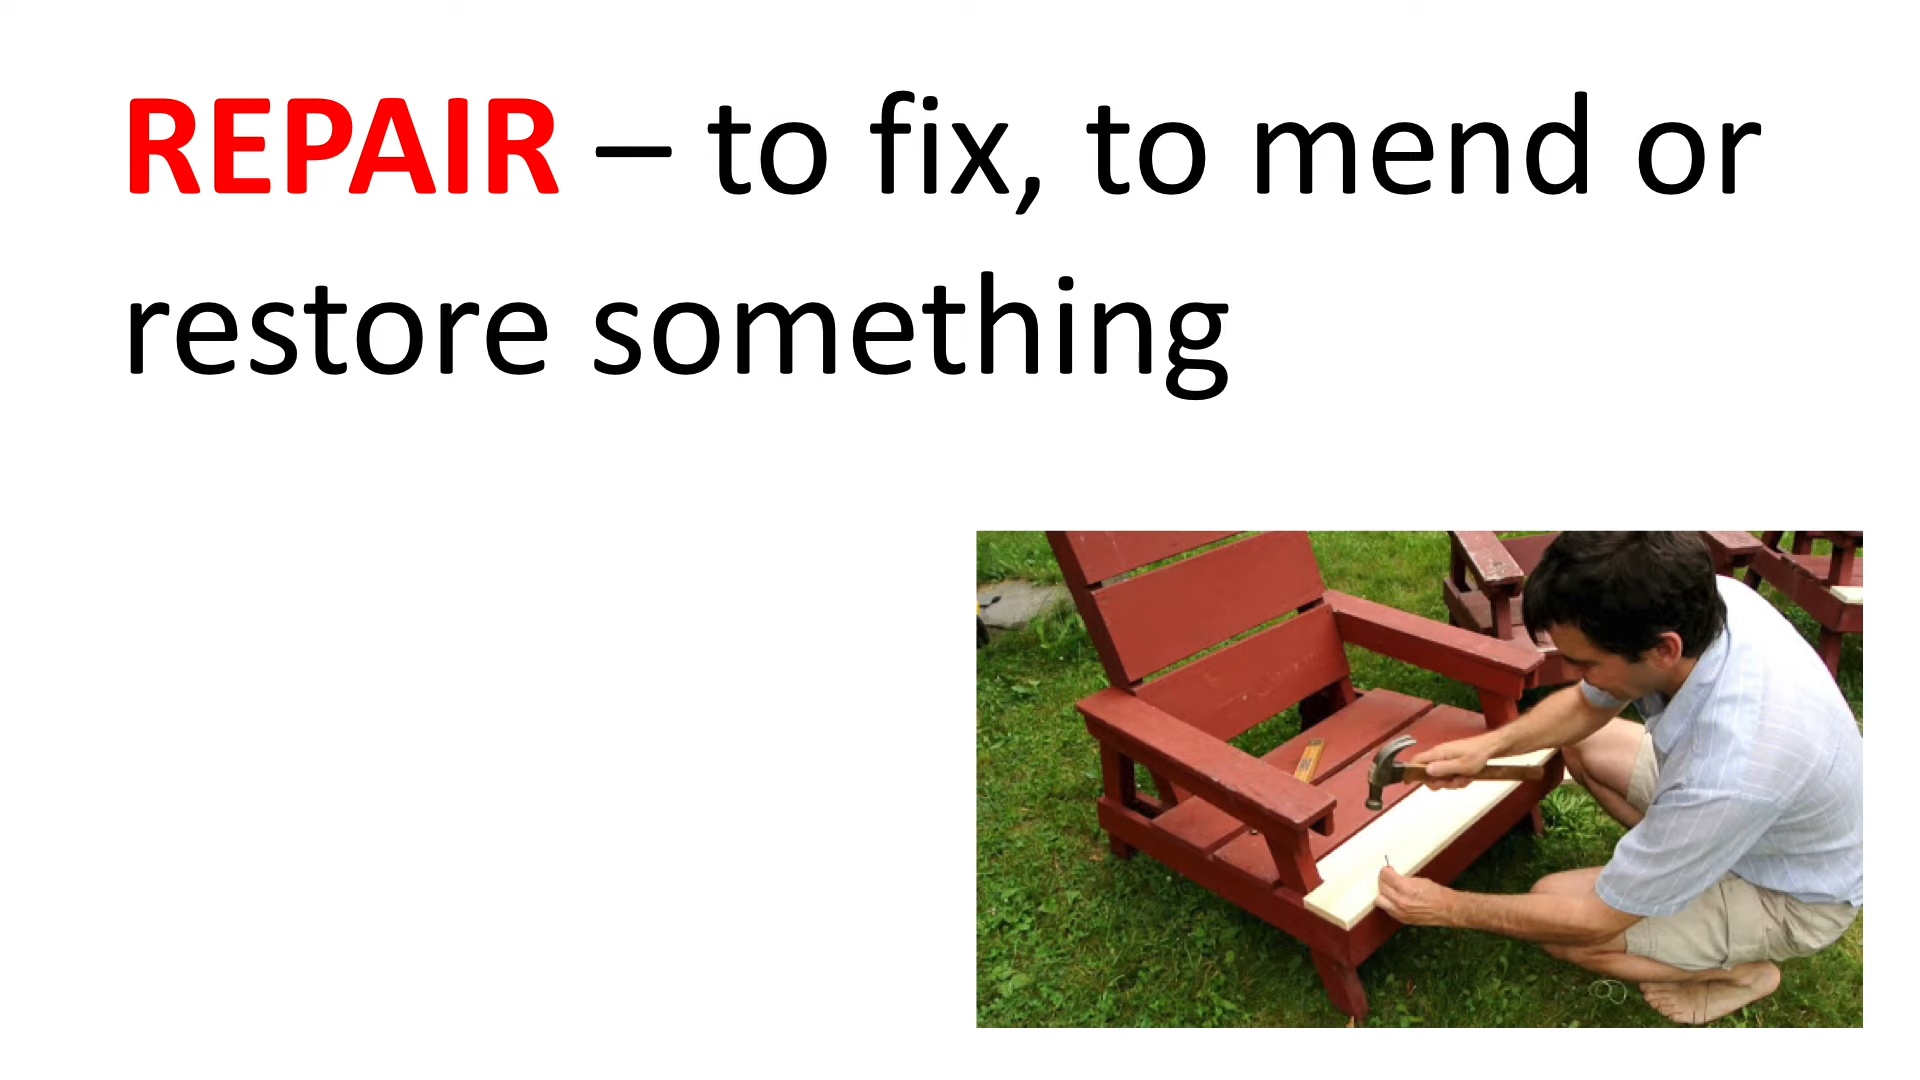 REPAIR – to fix, to mend or
restore something